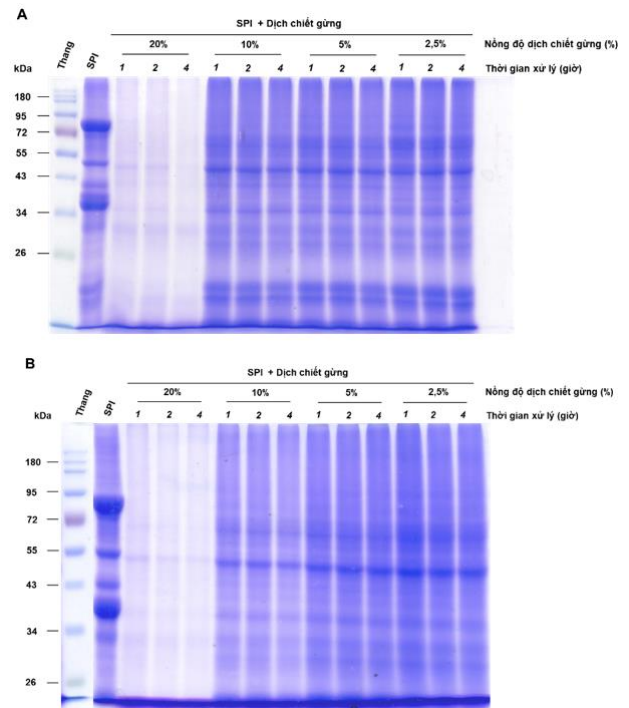 A
SPI + Dịch chiết gừng
20% 10% 5% 2,5% Nồng độ dịch chiết gừng (%)
kDa Thang SPI 1 2 4 1 2 4 1 2 4 1 2 4 Thời gian xử lý (giờ)
180
95
72
55
43
34
26
B
SPI + Dịch chiết gừng
20% 10% 5% 2,5% Nồng độ dịch chiết gừng (%)
kDa Thang SPI 1 2 4 1 2 4 1 2 4 1 2 4 Thời gian xử lý (giờ)
180
95
72
55
43
34
26